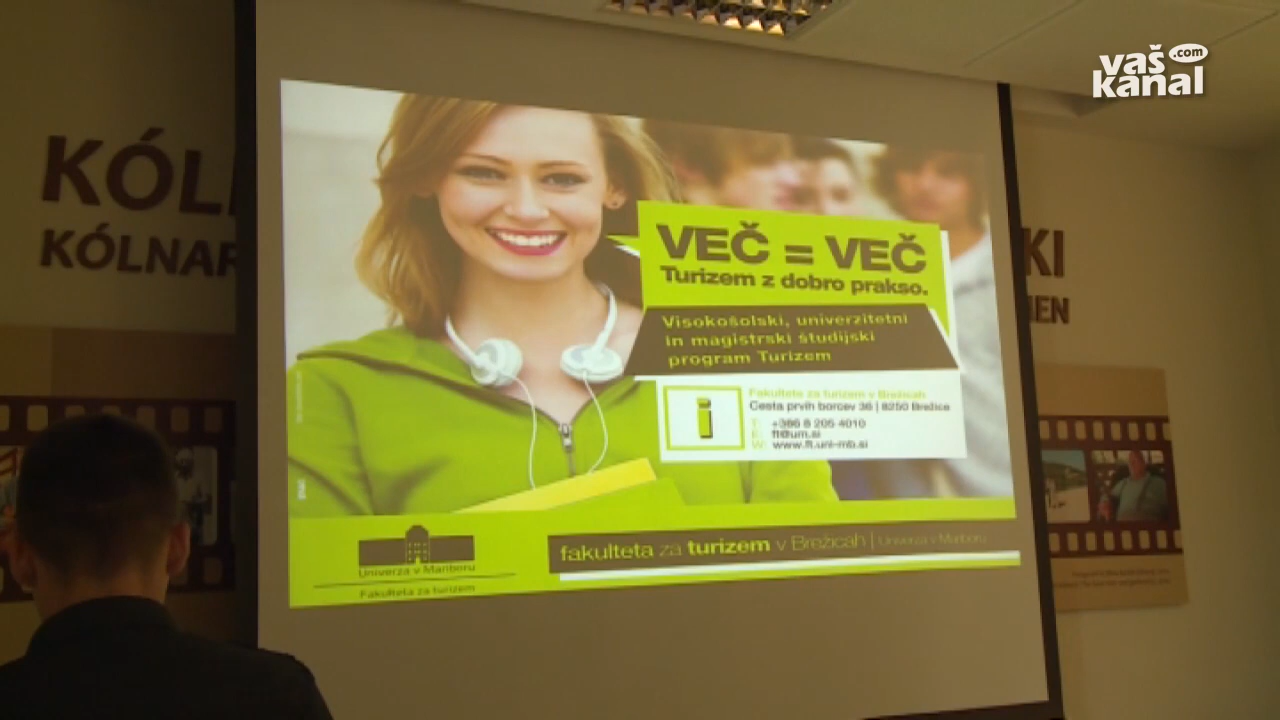 vaš
.com
kanal
KÓL
KÓLNAR
KI
EN
VEČ = VEČ
Turizem z dobro prakso.
Visokošolski, univerzitetni
in magistrski študijski
program Turizem
i
Fakulteta za turizem v Brežicah
Cesta prvih borcev 36 | 8250 Brežice
T: +386 8 205 4010
E: ft@um.si
W: www.ft.uni-mb.si
Univerza v Mariboru
Fakulteta za turizem
fakulteta za turizem v Brežicah | Univerza v Mariboru